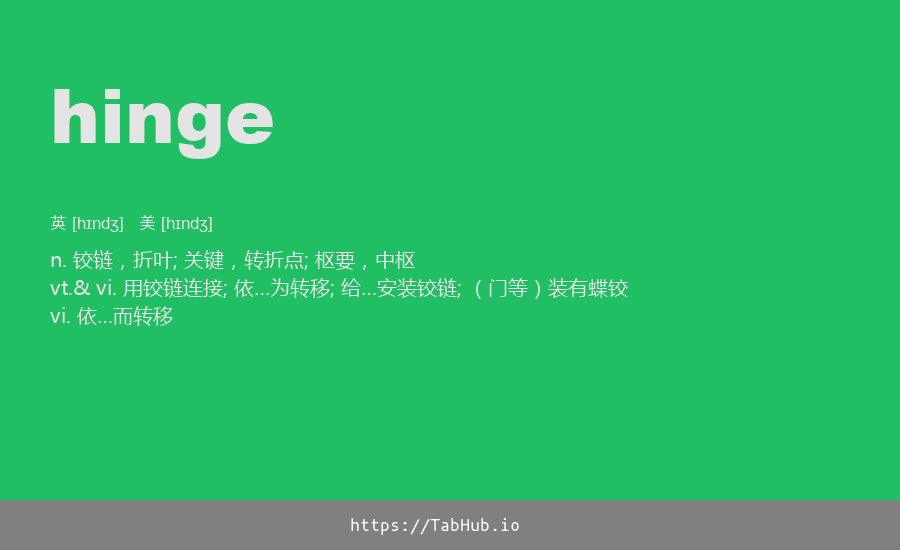 hinge
英 [hɪndʒ] 美 [hɪndʒ]
n. 铰链，折叶; 关键，转折点; 枢要，中枢
vt.& vi. 用铰链连接; 依…为转移; 给…安装铰链; （门等）装有蝶铰
vi. 依…而转移
https://TabHub.io